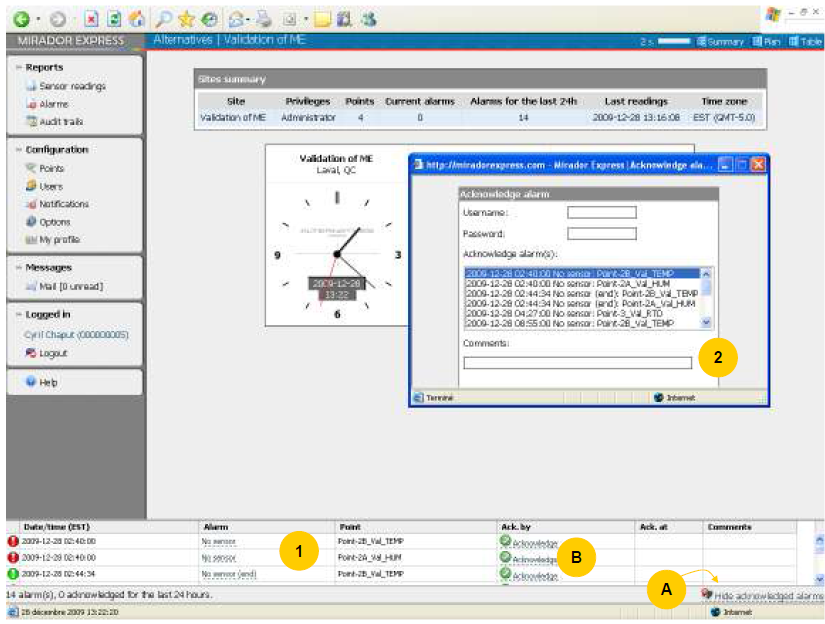 MIRADOR EXPRESS
Alternatives | Validation of ME
2 s.
Summary
Plan
Table
Reports
Sensor readings
Alarms
Audit trails
Configuration
Points
Users
Notifications
Options
My profile
Messages
Mail [0 unread]
Logged in
Cyril Chaput (000000005)
Logout
Help
Sites summary
Site Privileges Points Current alarms Alarms for the last 24h Last readings Time zone
Validation of ME Administrator 4 0 14 2009-12-28 13:16:08 EST (GMT-5.0)
Validation of ME
Laval, QC
9
3
2009-12-28
13:22
6
http://miradorexpress.com - Mirador Express | Acknowledge ala...
Acknowledge alarm
Username:
Password:
Acknowledge alarm(s):
2009-12-28 02:40:00 No sensor: Point-2B_Val_TEMP
2009-12-28 02:40:00 No sensor: Point-2A_Val_HUM
2009-12-28 02:44:34 No sensor (end): Point-2B_Val_TEMP
2009-12-28 02:44:34 No sensor (end): Point-2A_Val_HUM
2009-12-28 04:27:00 No sensor: Point-3_Val_RTD
2009-12-28 08:55:00 No sensor: Point-2B_Val_TEMP
Comments:
2
Terminé
Internet
Date/time (EST) Alarm Point Ack. by Ack. at Comments
2009-12-28 02:40:00 No sensor Point-2B_Val_TEMP Acknowledge
2009-12-28 02:40:00 No sensor Point-2A_Val_HUM Acknowledge
2009-12-28 02:44:34 No sensor (end) Point-2B_Val_TEMP Acknowledge
1
B
A
14 alarm(s), 0 acknowledged for the last 24 hours.
Hide acknowledged alarms
28 décembre 2009 13:22:20
Internet